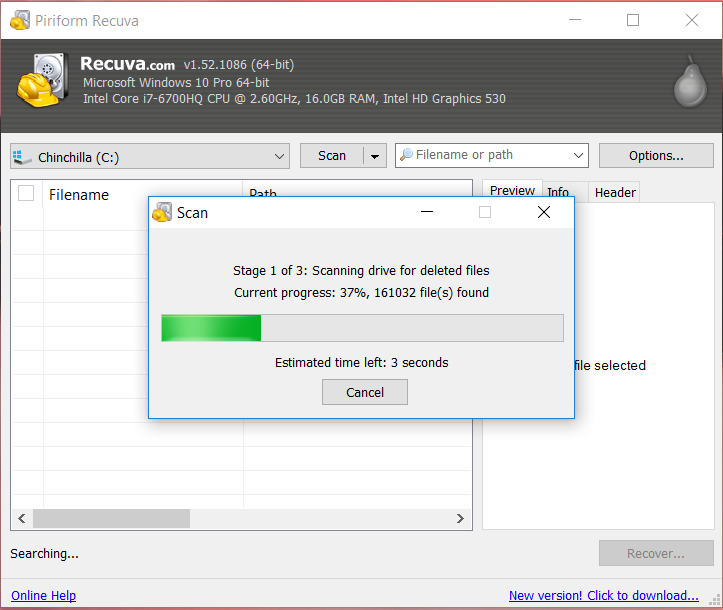 Piriform Recuva
Recuva.com v1.52.1086 (64-bit)
Microsoft Windows 10 Pro 64-bit
Intel Core i7-6700HQ CPU @ 2.60GHz, 16.0GB RAM, Intel HD Graphics 530
Chinchilla (C:)
Scan
Filename or path
Options...
Filename
Path
Preview
Info
Header
Scan
Stage 1 of 3: Scanning drive for deleted files
Current progress: 37%, 161032 file(s) found
Estimated time left: 3 seconds
Cancel
file selected
Searching...
Recover...
Online Help
New version! Click to download...